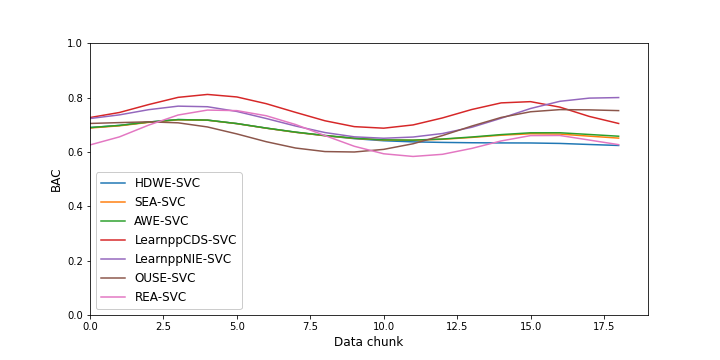 1.0
0.8
0.6
0.4
0.2
0.0
BAC
HDWE-SVC
SEA-SVC
AWE-SVC
LearnppCDS-SVC
LearnppNIE-SVC
OUSE-SVC
REA-SVC
0.0 2.5 5.0 7.5 10.0 12.5 15.0 17.5
Data chunk